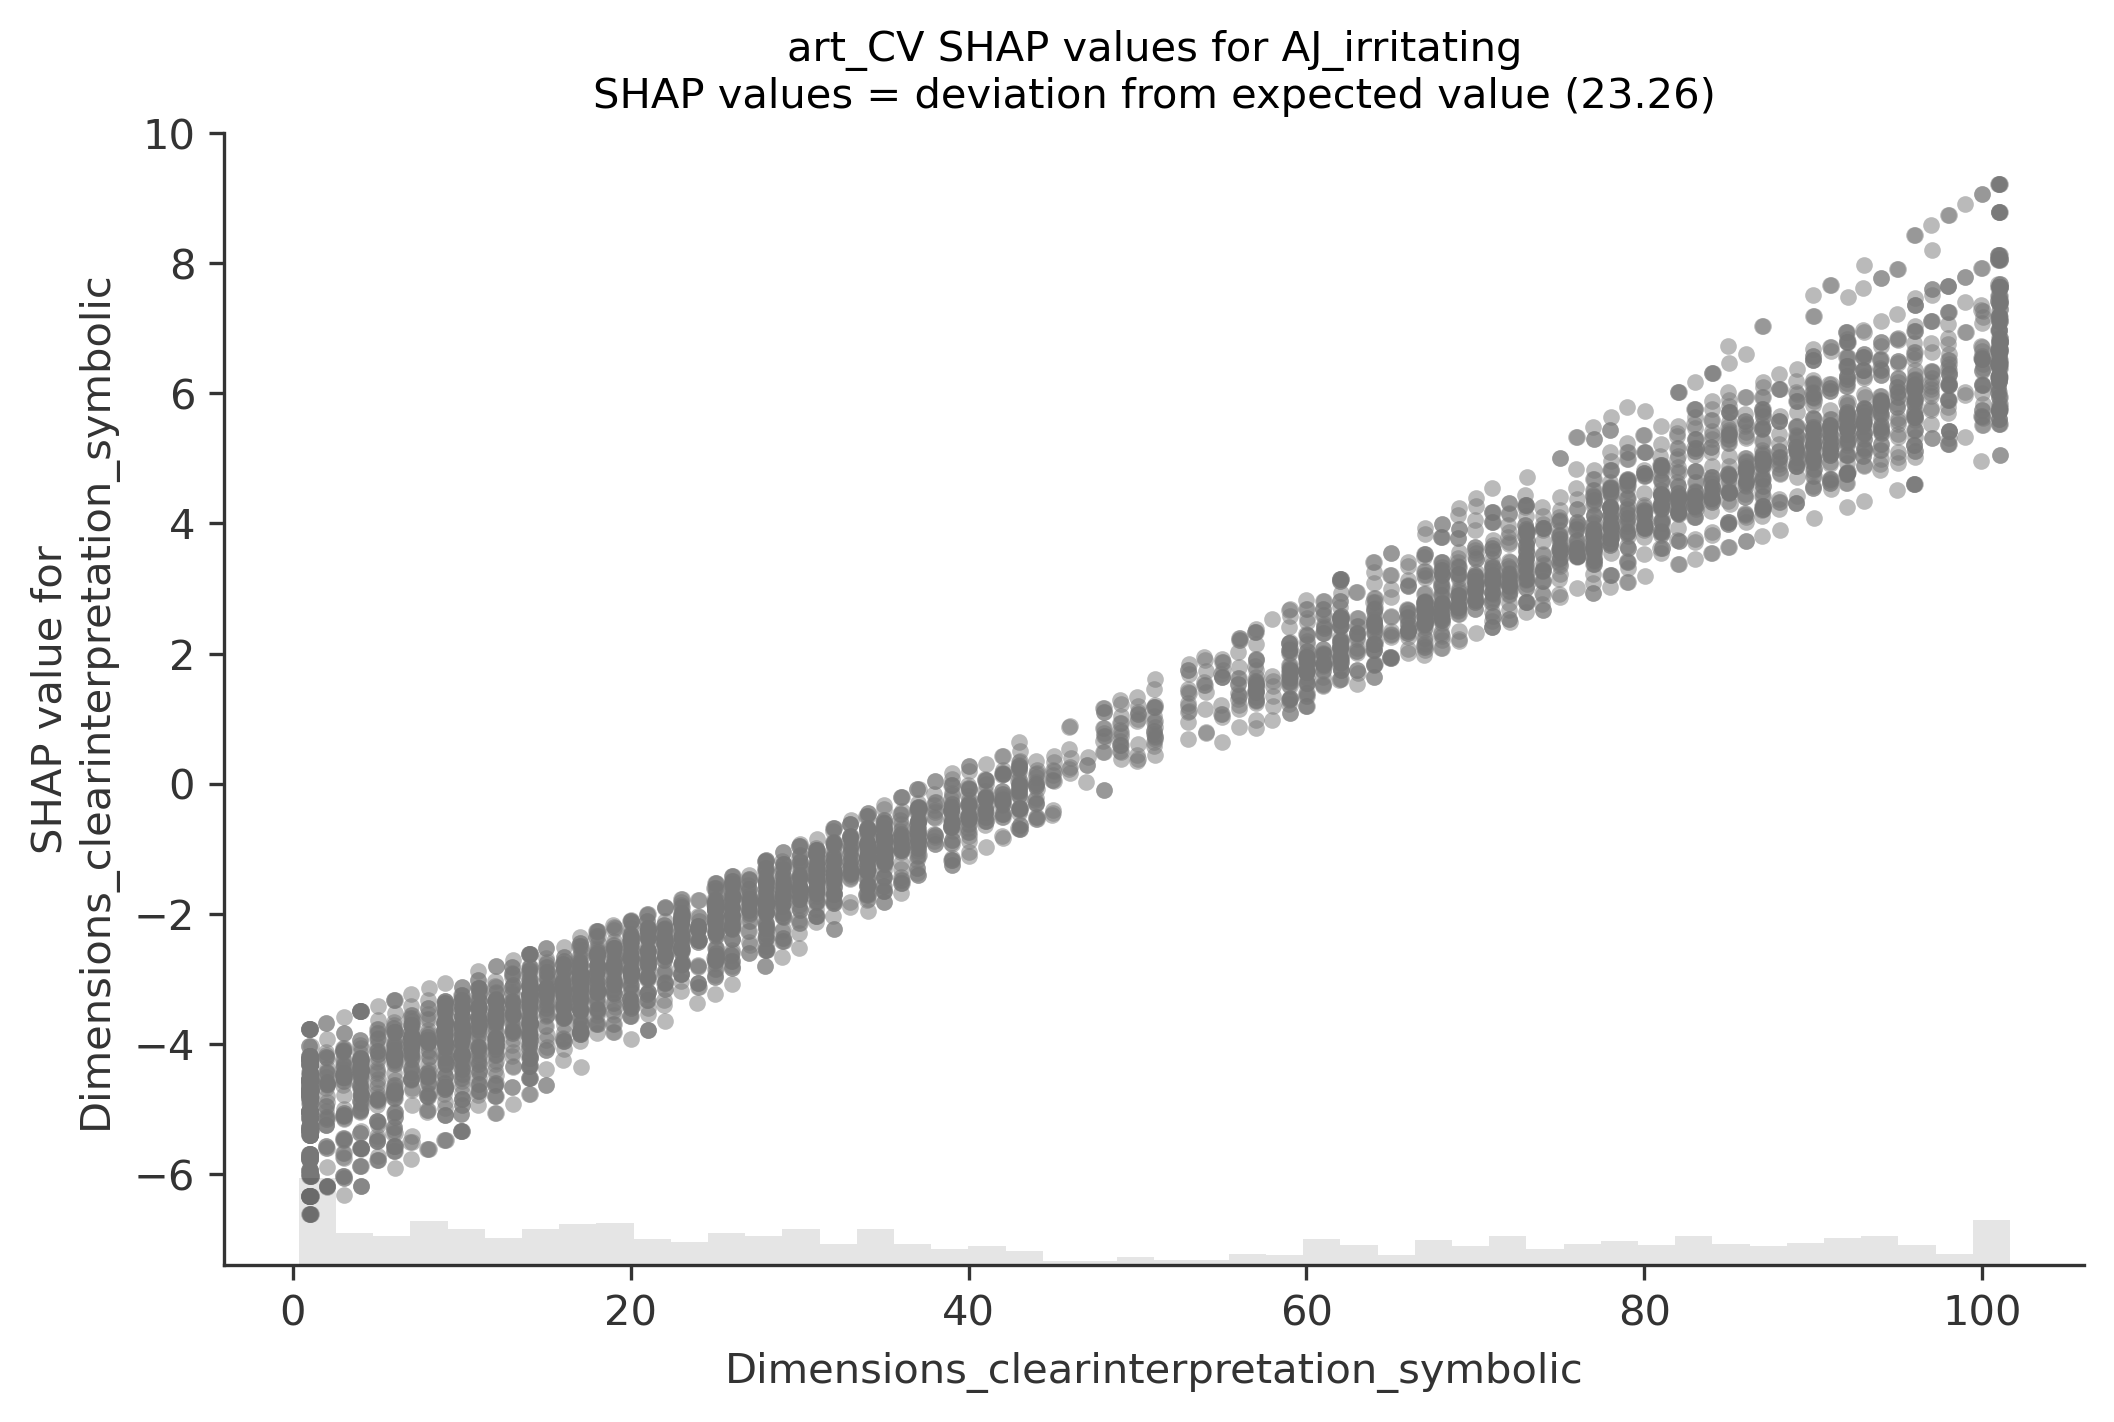 art_CV SHAP values for AJ_irritating
SHAP values = deviation from expected value (23.26)
SHAP value for
Dimensions_clearinterpretation_symbolic
10
8
6
4
2
0
−2
−4
−6
0 20 40 60 80 100
Dimensions_clearinterpretation_symbolic